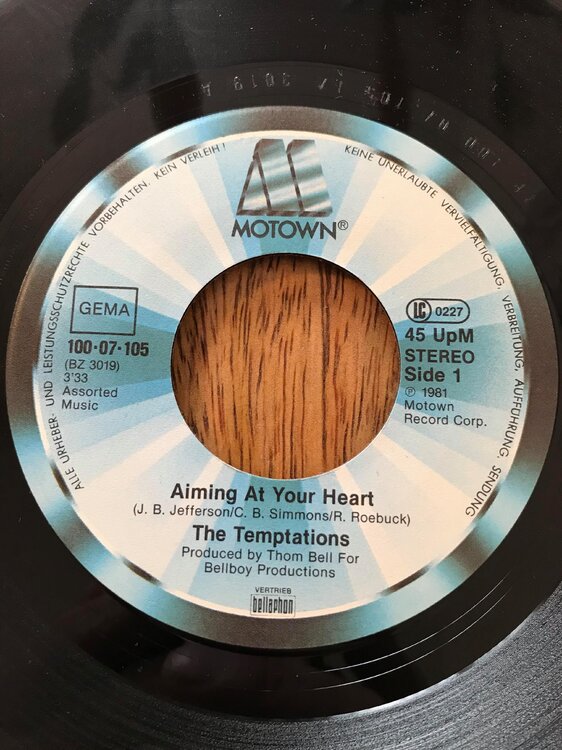 ALLE URHEBER- UND LEISTUNGSSCHUTZRECHTE VORBEHALTEN, KEIN VERLEIH!
KEINE UNERLAUBTE VERVIELFÄLTIGUNG, VERBREITUNG, AUFFÜHRUNG, SENDUNG
MOTOWN®
GEMA
100·07·105
(BZ 3019)
3'33
Assorted
Music
LC 0227
45 UpM
STEREO
Side 1
℗ 1981
Motown
Record Corp.
Aiming At Your Heart
(J. B. Jefferson/C. B. Simmons/R. Roebuck)
The Temptations
Produced by Thom Bell For
Bellboy Productions
VERTRIEB
bellaphon